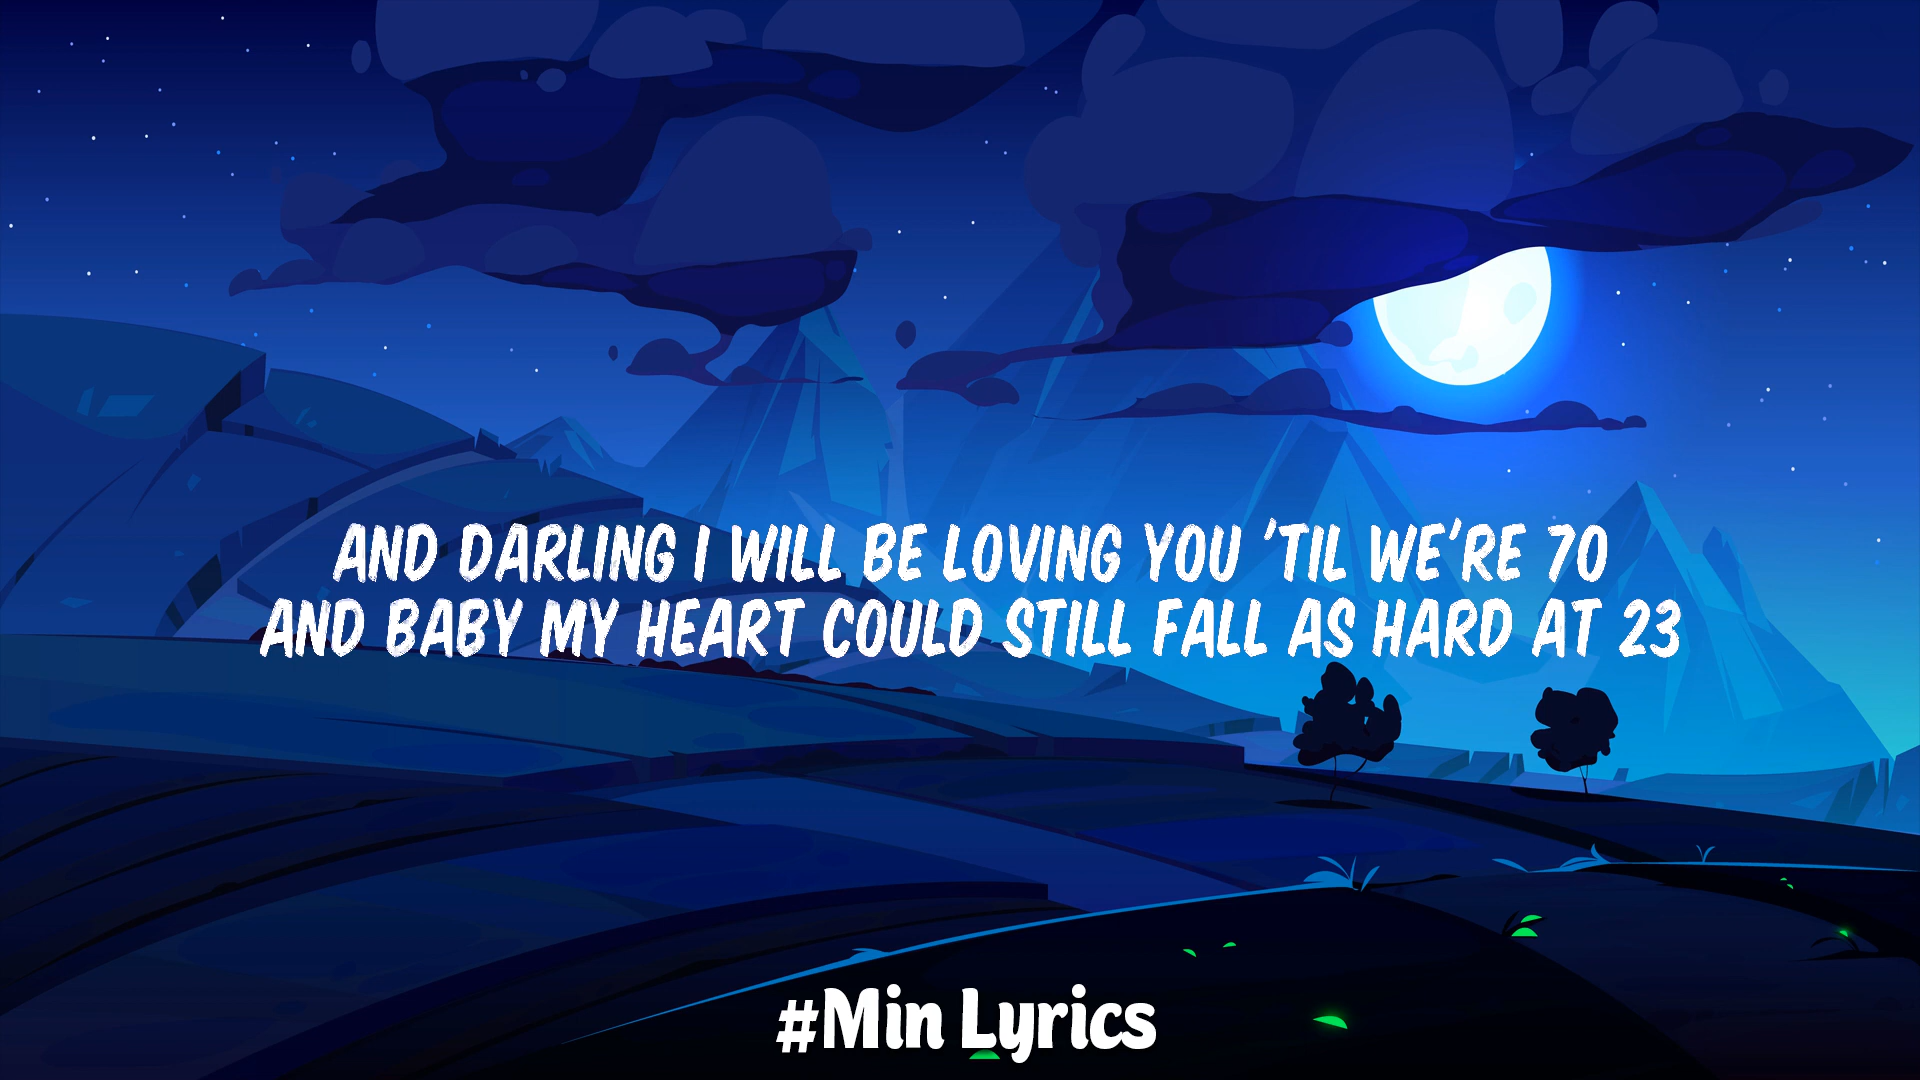 AND DARLING I WILL BE LOVING YOU 'TIL WE'RE 70
AND BABY MY HEART COULD STILL FALL AS HARD AT 23
#Min Lyrics